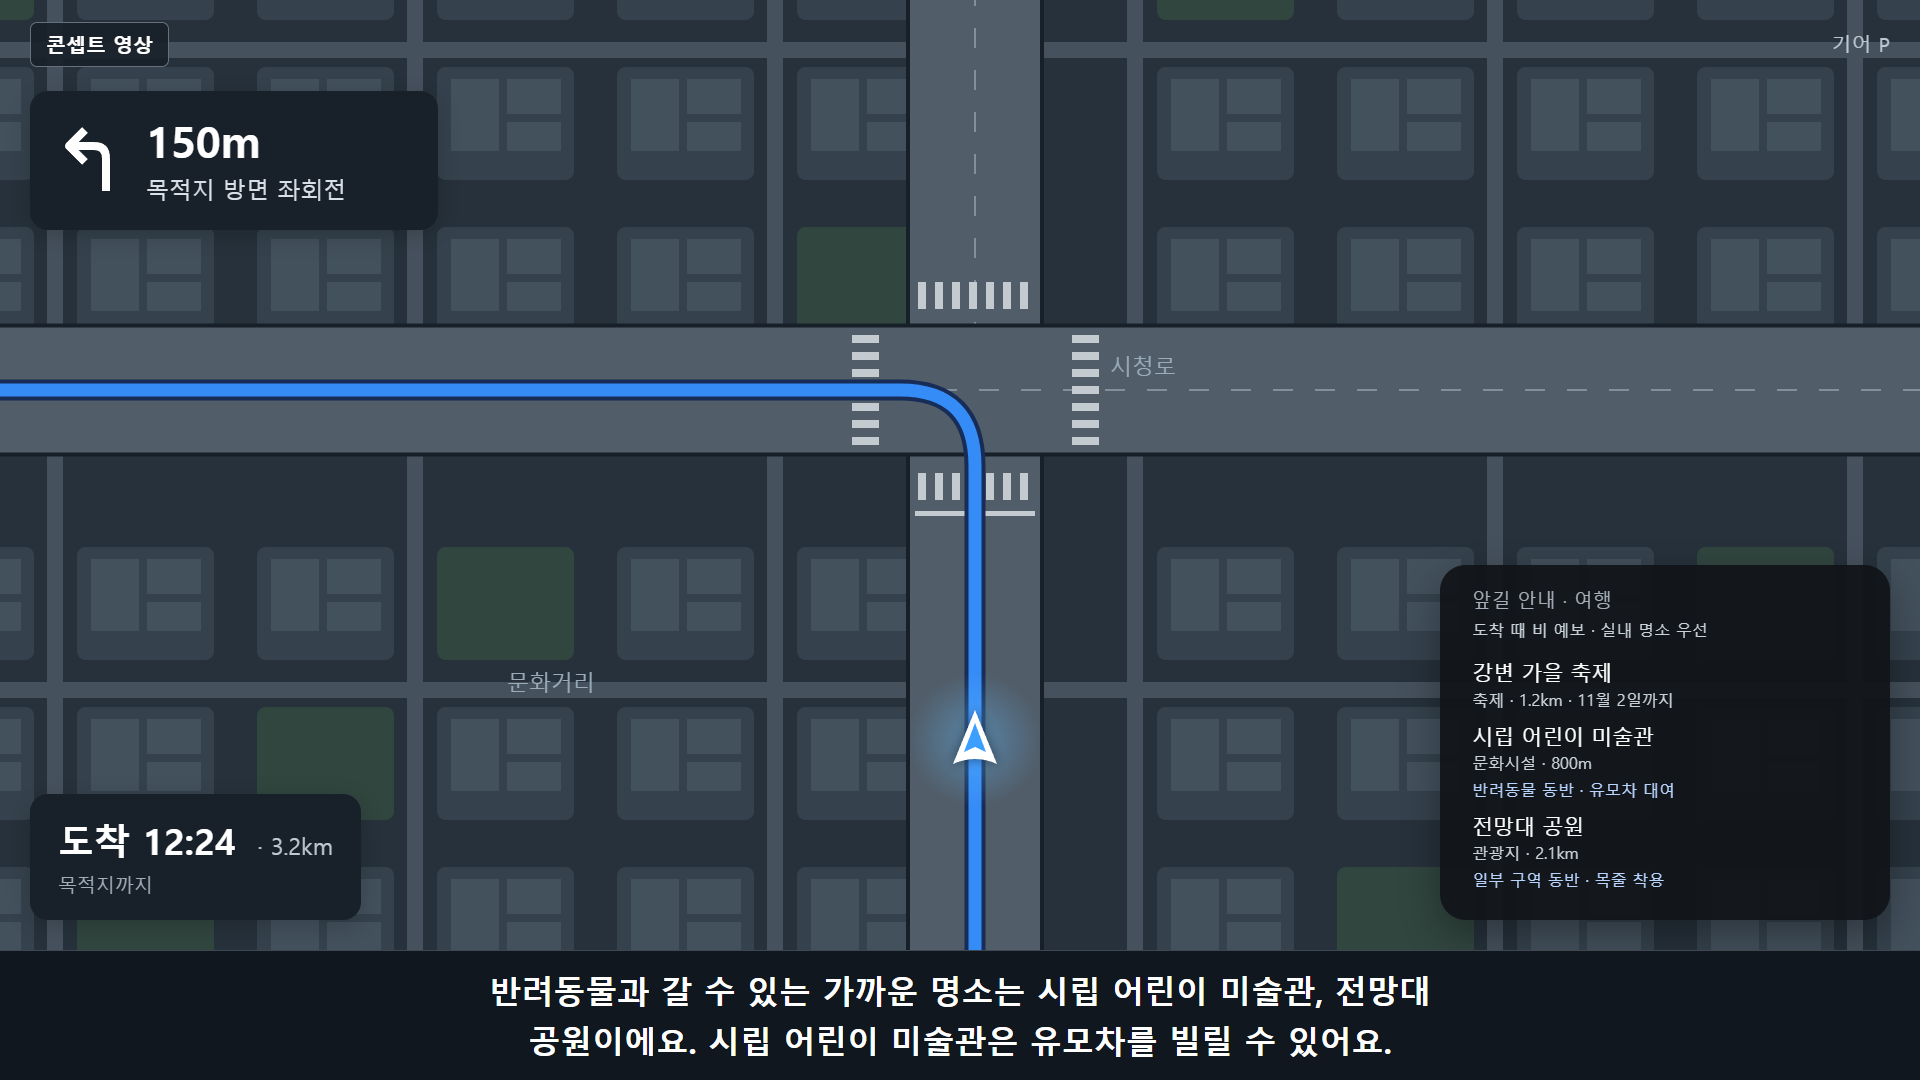 콘셉트 영상
기어 P
150m
목적지 방면 좌회전
시청로
문화거리
앞길 안내 · 여행
도착 때 비 예보 · 실내 명소 우선
강변 가을 축제
축제 · 1.2km · 11월 2일까지
시립 어린이 미술관
문화시설 · 800m
반려동물 동반 · 유모차 대여
전망대 공원
관광지 · 2.1km
일부 구역 동반 · 목줄 착용
도착 12:24 · 3.2km
목적지까지
반려동물과 갈 수 있는 가까운 명소는 시립 어린이 미술관, 전망대
공원이에요. 시립 어린이 미술관은 유모차를 빌릴 수 있어요.